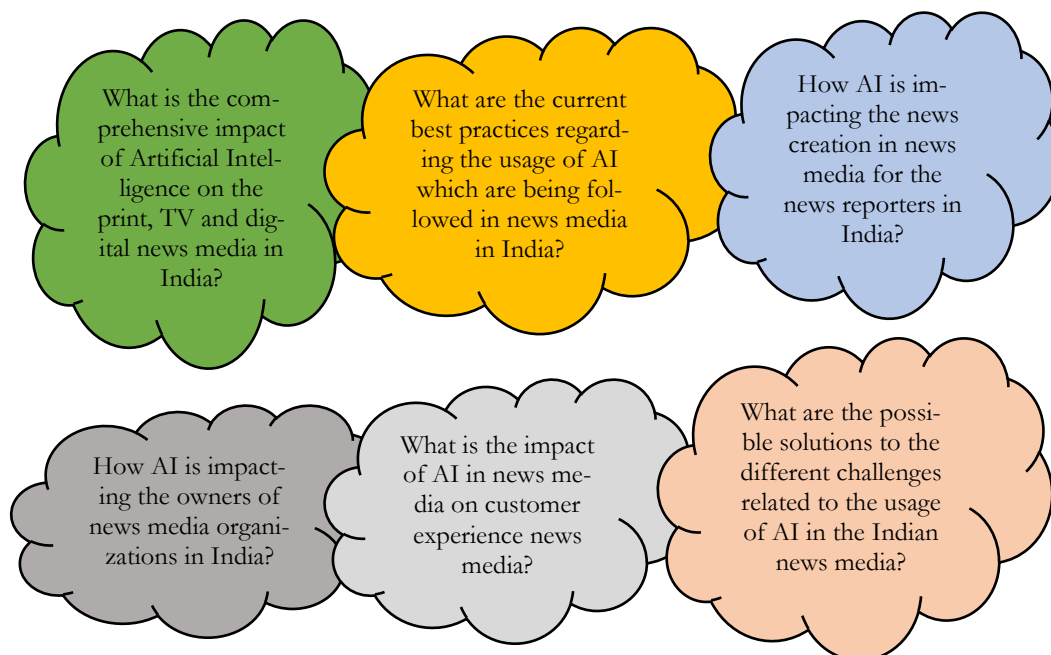 What is the com-
prehensive impact
of Artificial Intel-
ligence on the
print, TV and dig-
ital news media in
India?
What are the current
best practices regard-
ing the usage of AI
which are being fol-
lowed in news media
in India?
How AI is im-
pacting the news
creation in news
media for the
news reporters in
India?
How AI is impact-
ing the owners of
news media organi-
zations in India?
What is the impact
of AI in news me-
dia on customer
experience news
media?
What are the possi-
ble solutions to the
different challenges
related to the usage
of AI in the Indian
news media?